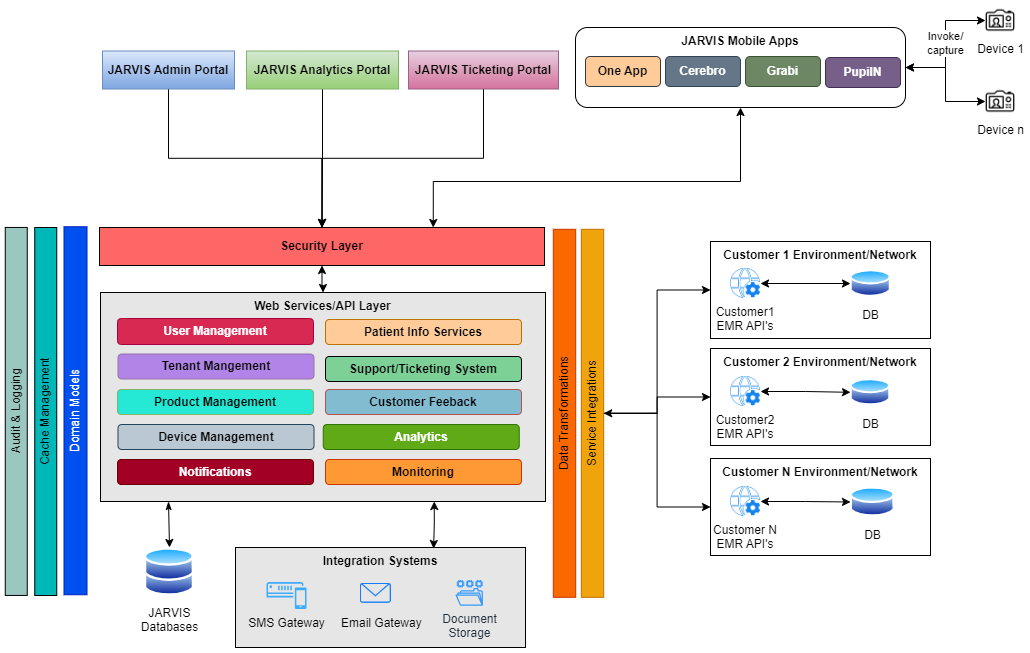 JARVIS Admin Portal
JARVIS Analytics Portal
JARVIS Ticketing Portal
JARVIS Mobile Apps
One App
Cerebro
Grabi
PupilN
Invoke/
capture
Device 1
Device n
Security Layer
Audit & Logging
Cache Management
Domain Models
Web Services/API Layer
User Management
Patient Info Services
Tenant Mangement
Support/Ticketing System
Product Management
Customer Feeback
Device Management
Analytics
Notifications
Monitoring
Data Transformations
Service Integrations
Customer 1 Environment/Network
Customer1
EMR API's
DB
Customer 2 Environment/Network
Customer2
EMR API's
DB
Customer N Environment/Network
Customer N
EMR API's
DB
JARVIS
Databases
Integration Systems
SMS Gateway
Email Gateway
Document
Storage